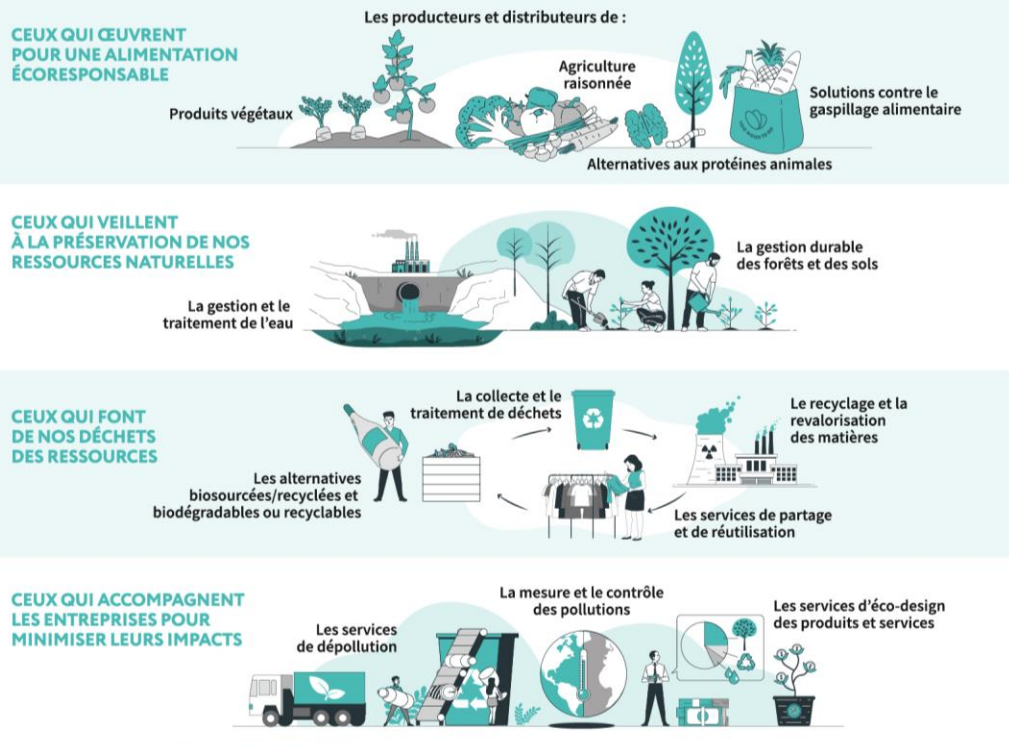 CEUX QUI ŒUVRENT
POUR UNE ALIMENTATION
ÉCORESPONSABLE
Les producteurs et distributeurs de :
Produits végétaux
Agriculture
raisonnée
Alternatives aux protéines animales
Solutions contre le
gaspillage alimentaire
CEUX QUI VEILLENT
À LA PRÉSERVATION DE NOS
RESSOURCES NATURELLES
La gestion et le
traitement de l’eau
La gestion durable
des forêts et des sols
CEUX QUI FONT
DE NOS DÉCHETS
DES RESSOURCES
Les alternatives
biosourcées/recyclées et
biodégradables ou recyclables
La collecte et le
traitement de déchets
Le recyclage et la
revalorisation
des matières
Les services de partage
et de réutilisation
CEUX QUI ACCOMPAGNENT
LES ENTREPRISES POUR
MINIMISER LEURS IMPACTS
Les services
de dépollution
La mesure et le contrôle
des pollutions
Les services d’éco-design
des produits et services